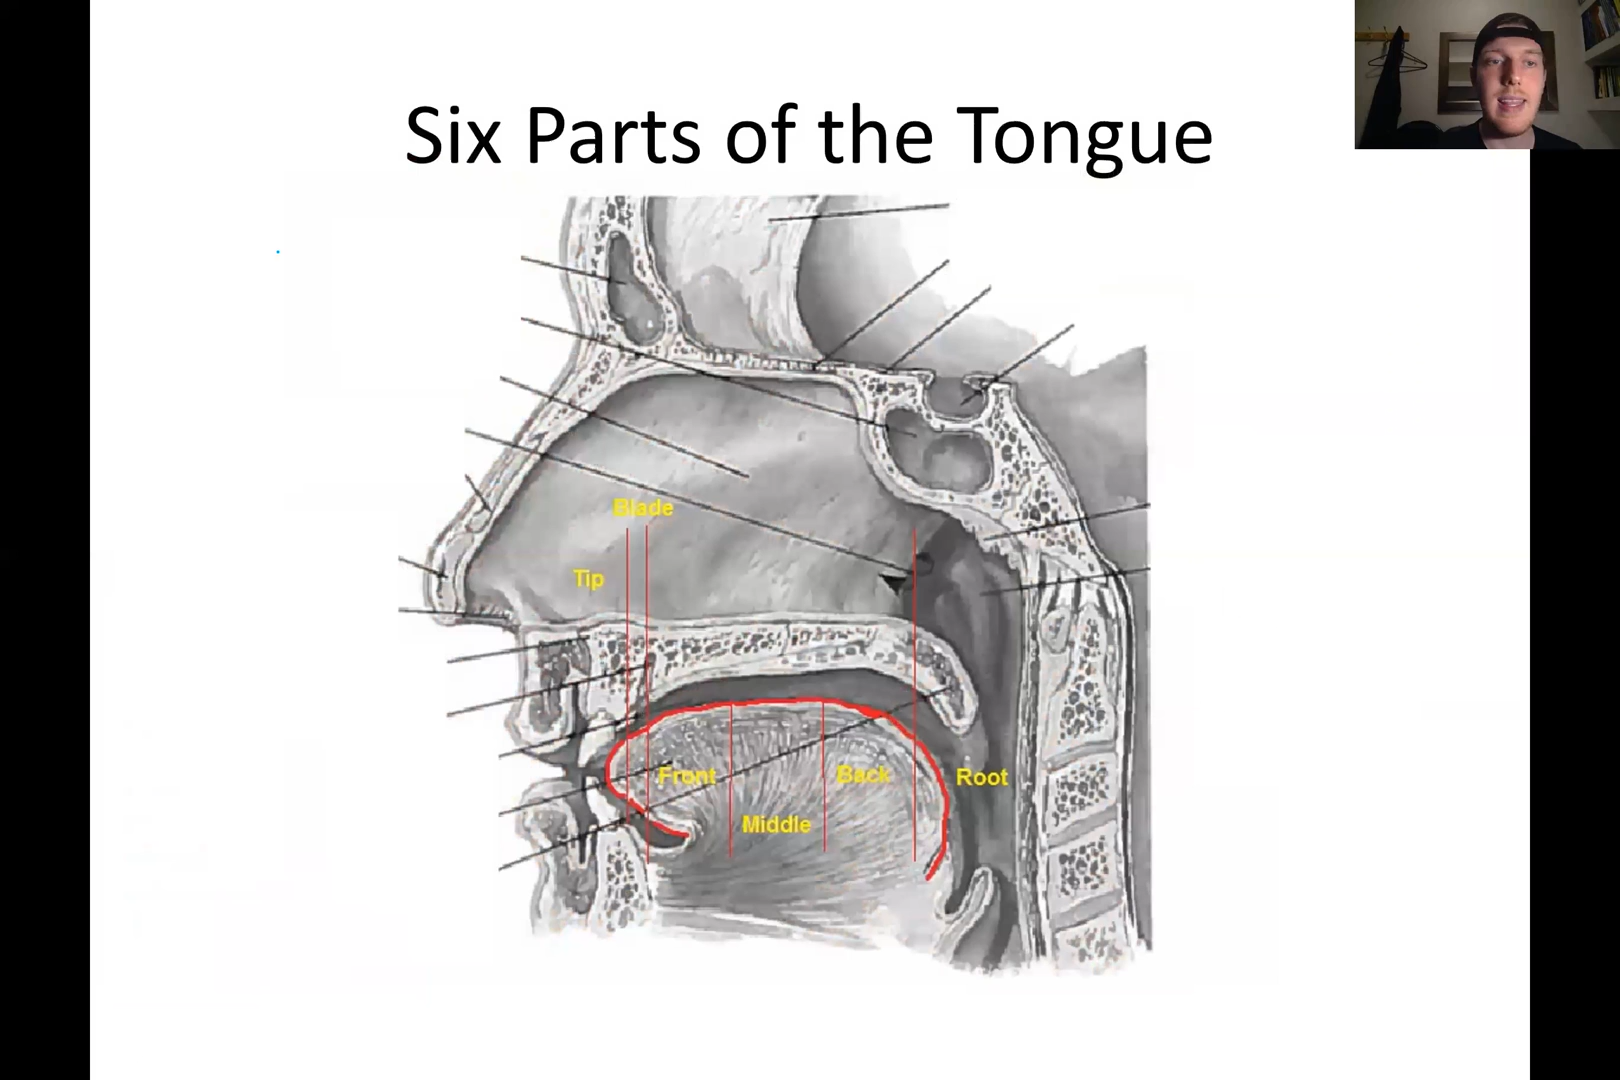 Six Parts of the Tongue
Blade
Tip
Front
Back
Root
Middle